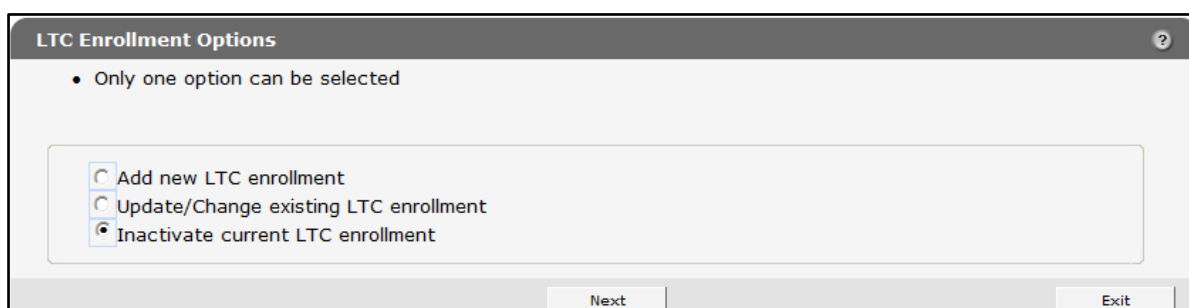 LTC Enrollment Options ?
• Only one option can be selected
Add new LTC enrollment
Update/Change existing LTC enrollment
Inactivate current LTC enrollment
Next Exit